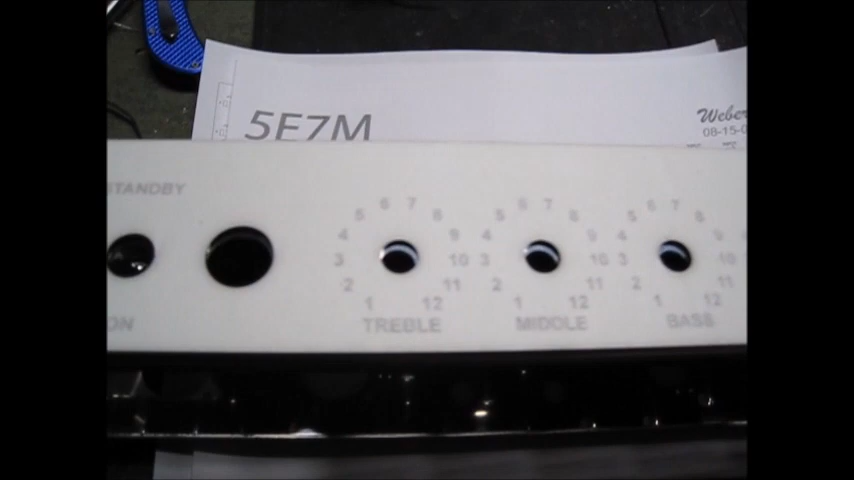 5E7M
Weber
08-15-0
STANDBY
1 2 3 4 5 6 7 8 9 10 11 12
1 2 3 4 5 6 7 8 9 10 11 12
1 2 3 4 5 6 7 8 9 10 11 12
ON
TREBLE
MIDDLE
BASS